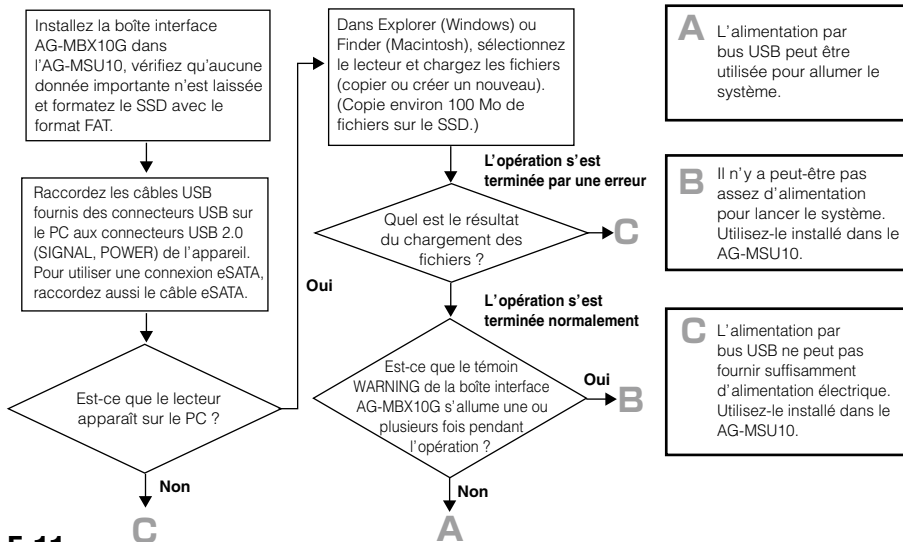 Installez la boîte interface
AG-MBX10G dans
l'AG-MSU10, vérifiez qu'aucune
donnée importante n'est laissée
et formatez le SSD avec le
format FAT.
Raccordez les câbles USB
fournis des connecteurs USB sur
le PC aux connecteurs USB 2.0
(SIGNAL, POWER) de l'appareil.
Pour utiliser une connexion eSATA,
raccordez aussi le câble eSATA.
Est-ce que le lecteur
apparaît sur le PC ?
Oui
Non
C
Dans Explorer (Windows) ou
Finder (Macintosh), sélectionnez
le lecteur et chargez les fichiers
(copier ou créer un nouveau).
(Copie environ 100 Mo de
fichiers sur le SSD.)
L'opération s'est
terminée par une erreur
Quel est le résultat
du chargement des
fichiers ?
C
L'opération s'est
terminée normalement
Est-ce que le témoin
WARNING de la boîte interface
AG-MBX10G s'allume une ou
plusieurs fois pendant
l'opération ?
Oui
B
Non
A
A
L'alimentation par
bus USB peut être
utilisée pour allumer le
système.
B
Il n'y a peut-être pas
assez d'alimentation
pour lancer le système.
Utilisez-le installé dans le
AG-MSU10.
C
L'alimentation par
bus USB ne peut pas
fournir suffisamment
d'alimentation électrique.
Utilisez-le installé dans le
AG-MSU10.